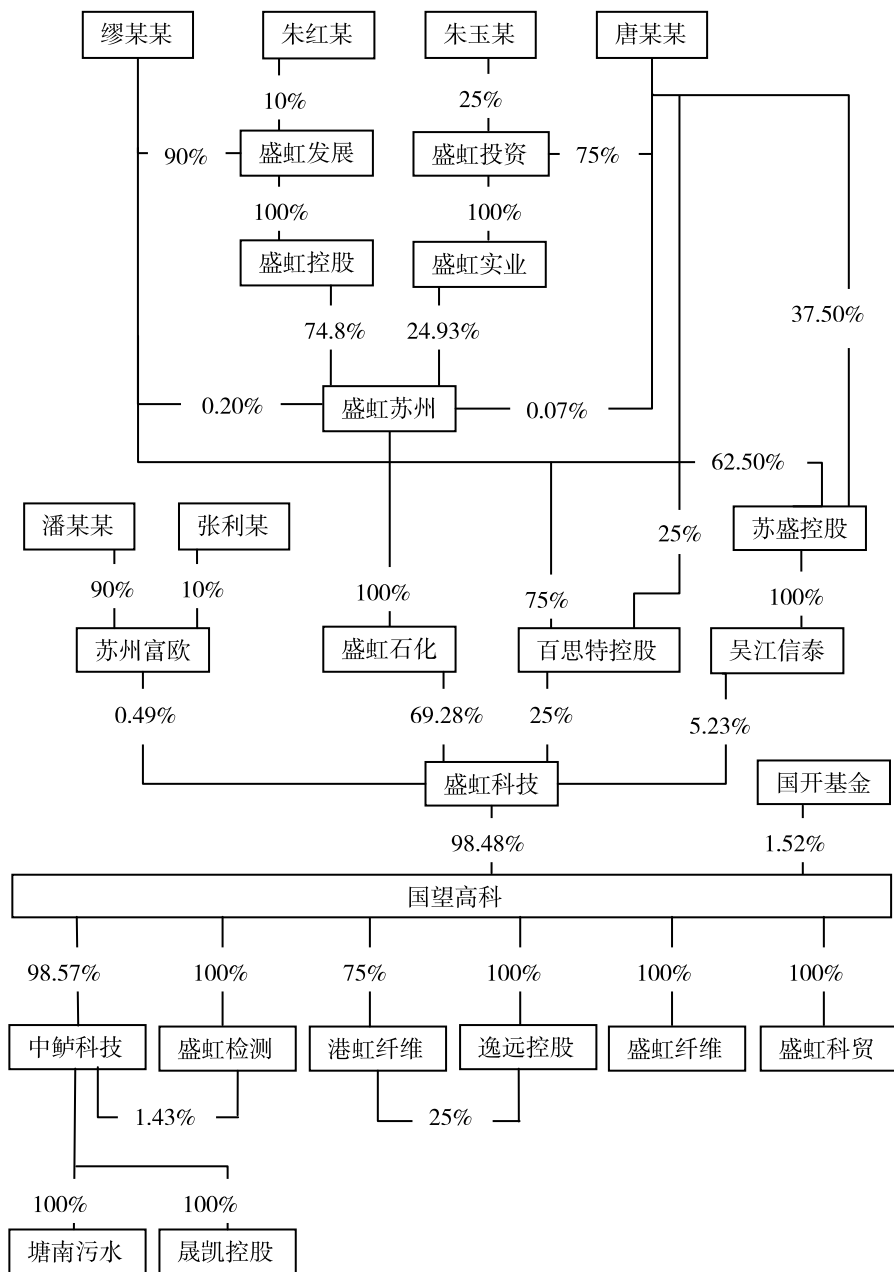 缪某某 朱红某 朱玉某 唐某某
10% 25%
90% 盛虹发展 盛虹投资 75%
100% 100%
盛虹控股 盛虹实业
37.50%
74.8% 24.93%
0.20% 盛虹苏州 0.07%
62.50%
潘某某 张利某 25% 苏盛控股
90% 10% 100% 75% 100%
苏州富欧 盛虹石化 百思特控股 吴江信泰
0.49% 69.28% 25% 5.23%
盛虹科技 国开基金
98.48% 1.52%
国望高科
98.57% 100% 75% 100% 100% 100%
中鲈科技 盛虹检测 港虹纤维 逸远控股 盛虹纤维 盛虹科贸
1.43% 25%
100% 100%
塘南污水 晟凯控股